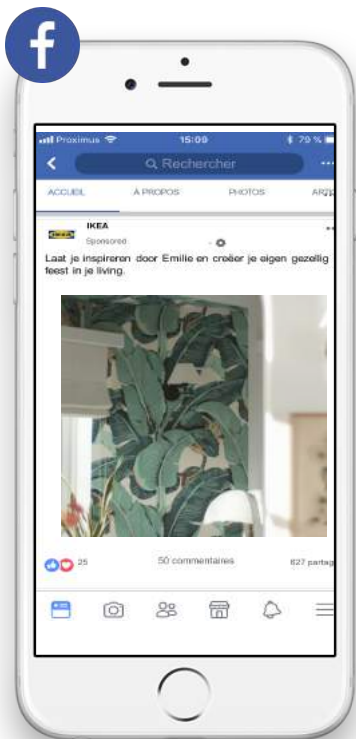 f
Proximus 15:09 79 %
Rechercher
ACCUEIL À PROPOS PHOTOS
IKEA
IKEA
Sponsored
Laat je inspireren door Emilie en creëer je eigen gezellig
feest in je living.
25 50 commentaires 627 partag